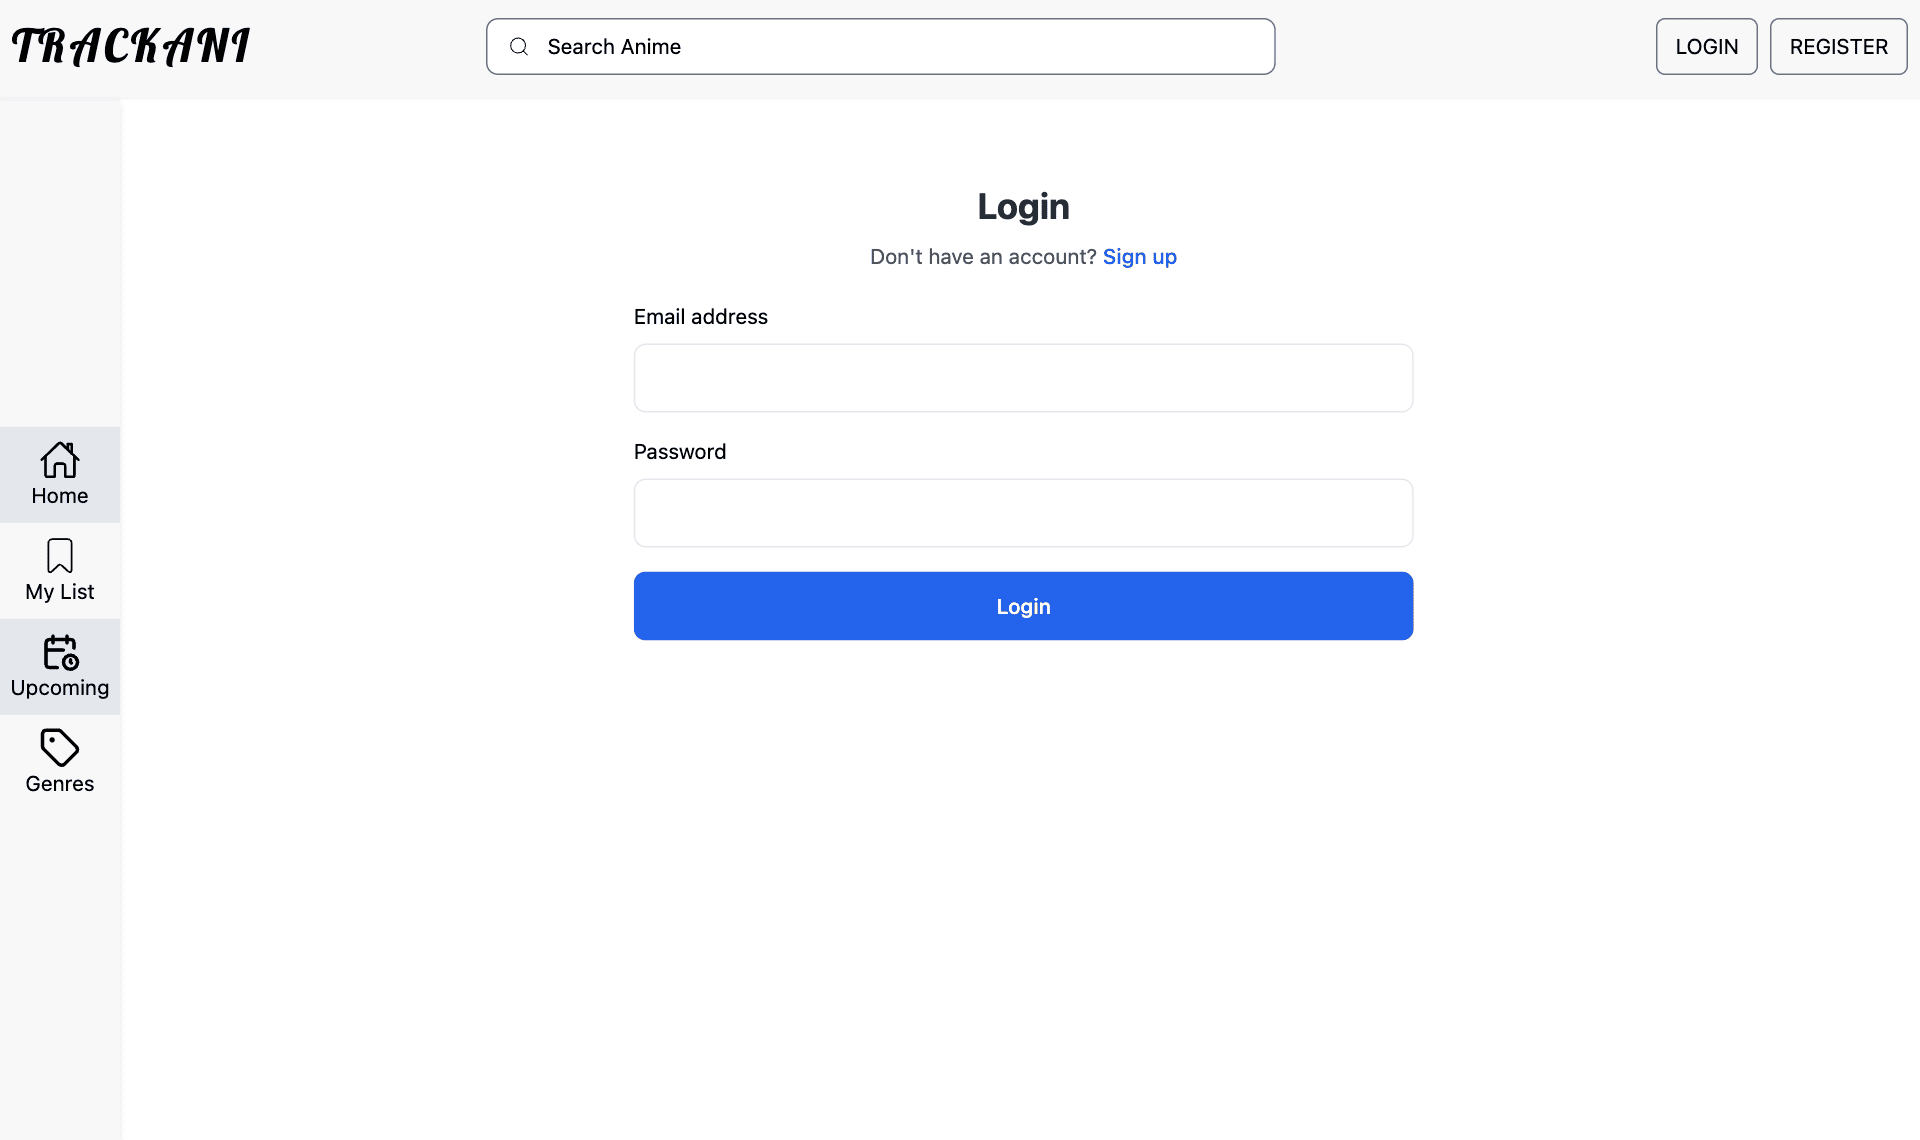 TRACKANI
Search Anime
LOGIN
REGISTER
Login
Don't have an account? Sign up
Email address
Password
Login
Home
My List
Upcoming
Genres